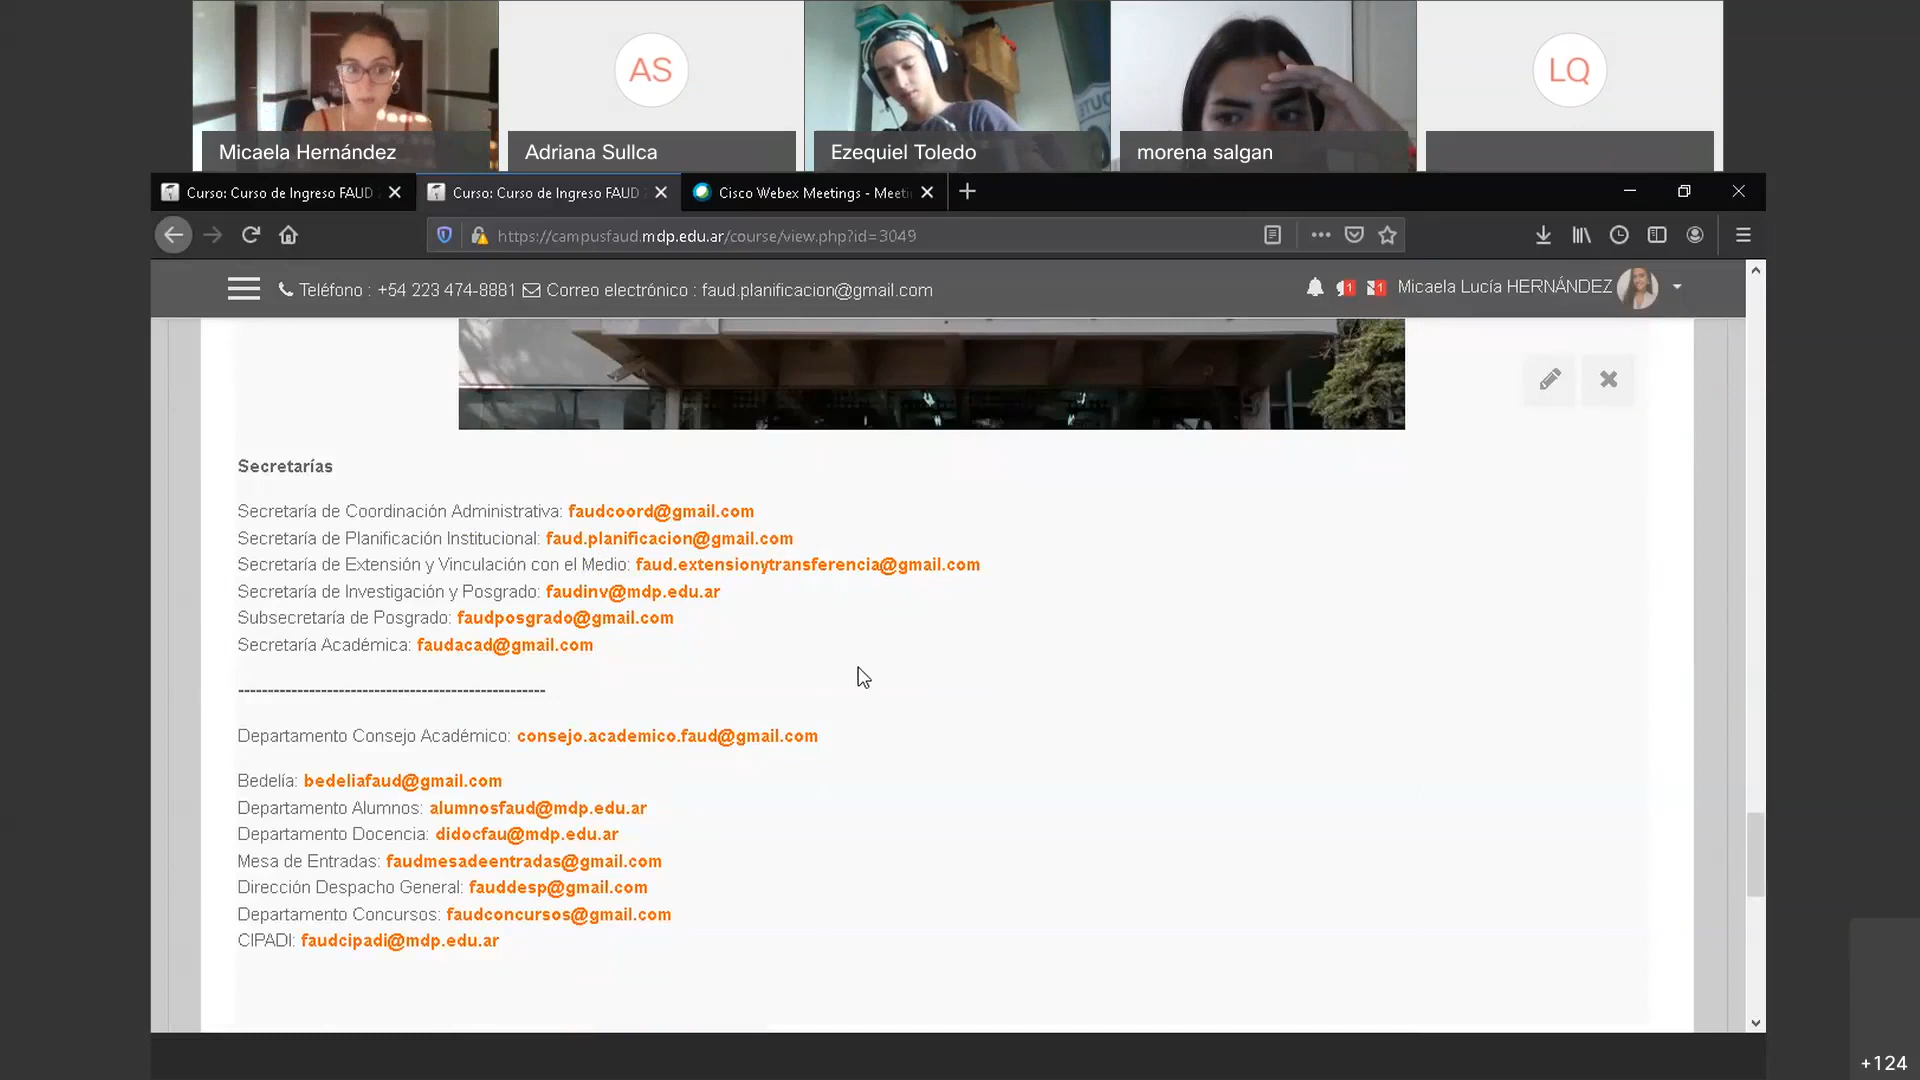 AS
LQ
Micaela Hernández
Adriana Sullca
Ezequiel Toledo
morena salgan
Curso: Curso de Ingreso FAUD
Curso: Curso de Ingreso FAUD
Cisco Webex Meetings - Meeti
https://campusfaud.mdp.edu.ar/course/view.php?id=3049
Teléfono : +54 223 474-8881 Correo electrónico : faud.planificacion@gmail.com
1
1
Micaela Lucía HERNÁNDEZ
Secretarías
Secretaría de Coordinación Administrativa: faudcoord@gmail.com
Secretaría de Planificación Institucional: faud.planificacion@gmail.com
Secretaría de Extensión y Vinculación con el Medio: faud.extensionytransferencia@gmail.com
Secretaría de Investigación y Posgrado: faudinv@mdp.edu.ar
Subsecretaría de Posgrado: faudposgrado@gmail.com
Secretaría Académica: faudacad@gmail.com
-------------------------------------------------------
Departamento Consejo Académico: consejo.academico.faud@gmail.com
Bedelía: bedeliafaud@gmail.com
Departamento Alumnos: alumnosfaud@mdp.edu.ar
Departamento Docencia: didocfau@mdp.edu.ar
Mesa de Entradas: faudmesadeentradas@gmail.com
Dirección Despacho General: fauddesp@gmail.com
Departamento Concursos: faudconcursos@gmail.com
CIPADI: faudcipadi@mdp.edu.ar
+124